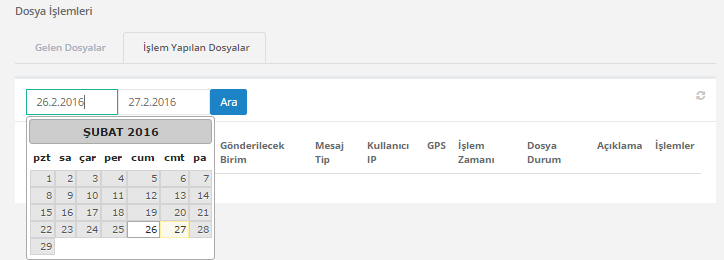 Dosya İşlemleri
Gelen Dosyalar
İşlem Yapılan Dosyalar
26.2.2016
27.2.2016
Ara
ŞUBAT 2016
pzt sa çar per cum cmt pa
1 2 3 4 5 6 7
8 9 10 11 12 13 14
15 16 17 18 19 20 21
22 23 24 25 26 27 28
29
Gönderilecek Birim
Mesaj Tip
Kullanıcı IP
GPS
İşlem Zamanı
Dosya Durum
Açıklama
İşlemler